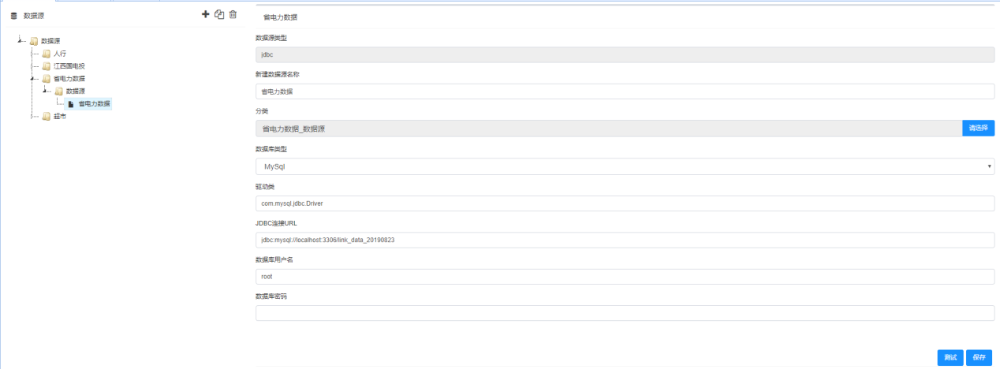 数据源
数据源
人行
江西国电投
省电力数据
数据源
省电力数据
超市
省电力数据
数据源类型
jdbc
新建数据源名称
省电力数据
分类
省电力数据_数据源
请选择
数据库类型
MySql
驱动类
com.mysql.jdbc.Driver
JDBC连接URL
jdbc:mysql://localhost:3306/link_data_20190823
数据库用户名
root
数据库密码
测试
保存